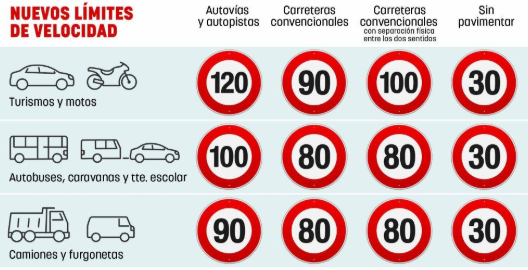 NUEVOS LÍMITES
DE VELOCIDAD
Autovías
y autopistas
Carreteras
convencionales
Carreteras
convencionales
con separación física
entre los dos sentidos
Sin
pavimentar
Turismos y motos
120 90 100 30
Autobuses, caravanas y tte. escolar
100 80 80 30
Camiones y furgonetas
90 80 80 30